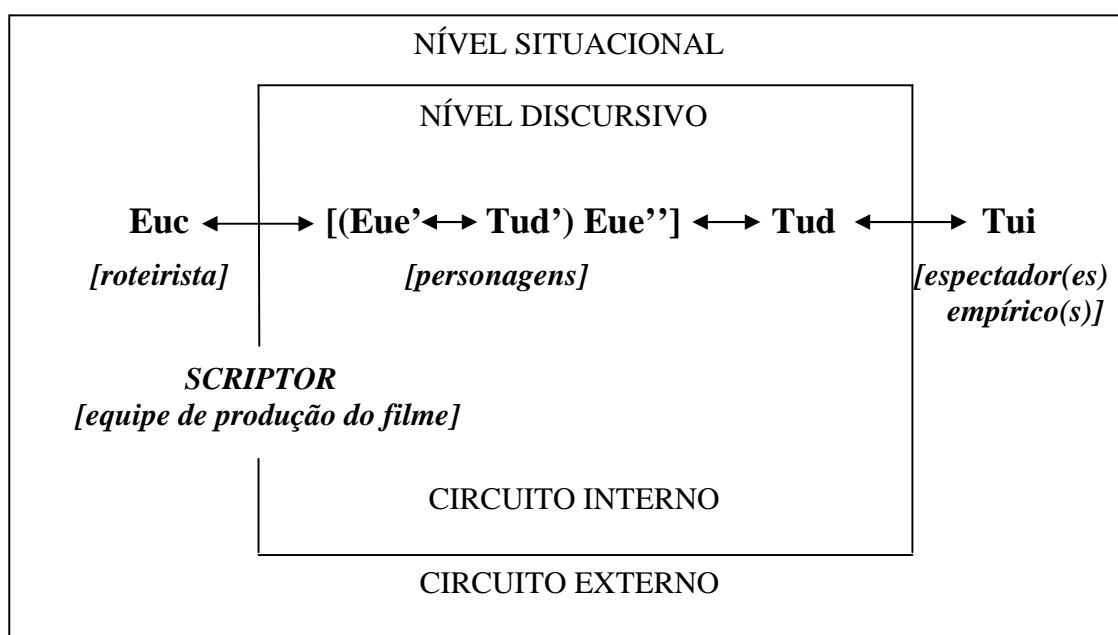 NÍVEL SITUACIONAL
NÍVEL DISCURSIVO
Euc [(Eue’ Tud’) Eue’’] Tud Tui
[roteirista] [personagens] [espectador(es)
empírico(s)]
SCRIPTOR
[equipe de produção do filme]
CIRCUITO INTERNO
CIRCUITO EXTERNO